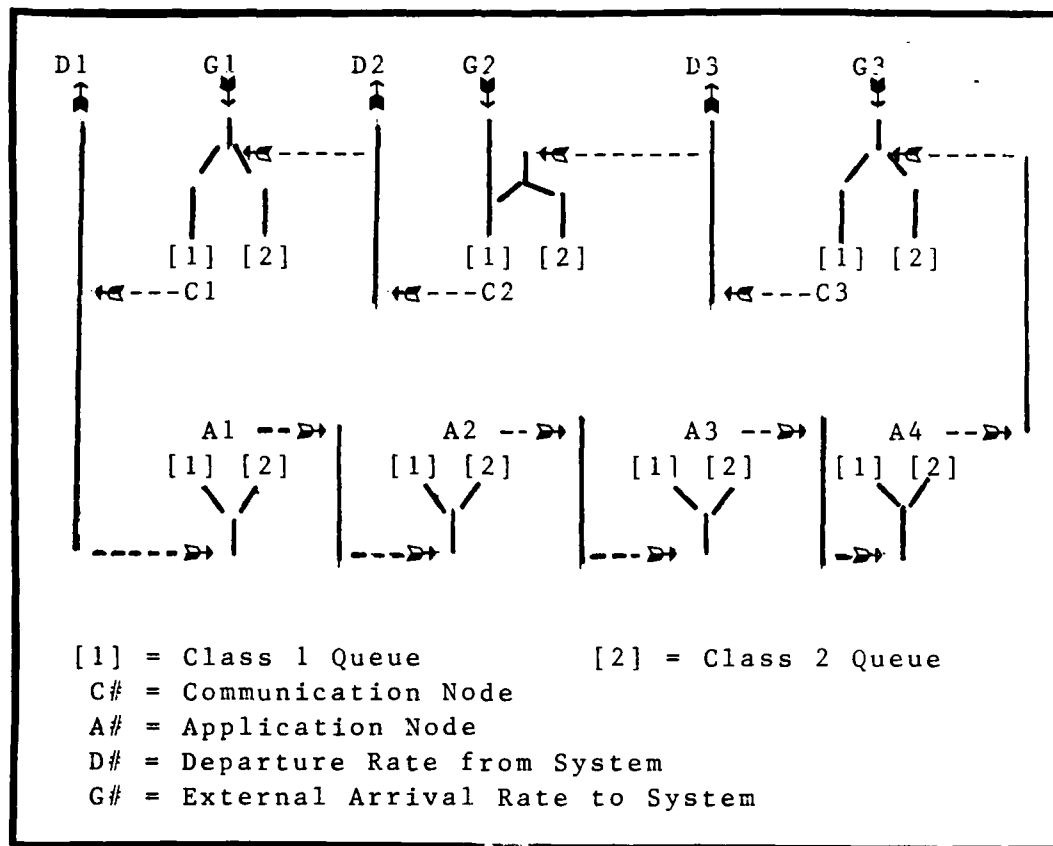 D1 G1 D2 G2 D3 G3
[1] [2] [1] [2] [1] [2]
C1 C2 C3
A1 A2 A3 A4
[1] [2] [1] [2] [1] [2] [1] [2]
[1] = Class 1 Queue [2] = Class 2 Queue
C# = Communication Node
A# = Application Node
D# = Departure Rate from System
G# = External Arrival Rate to System